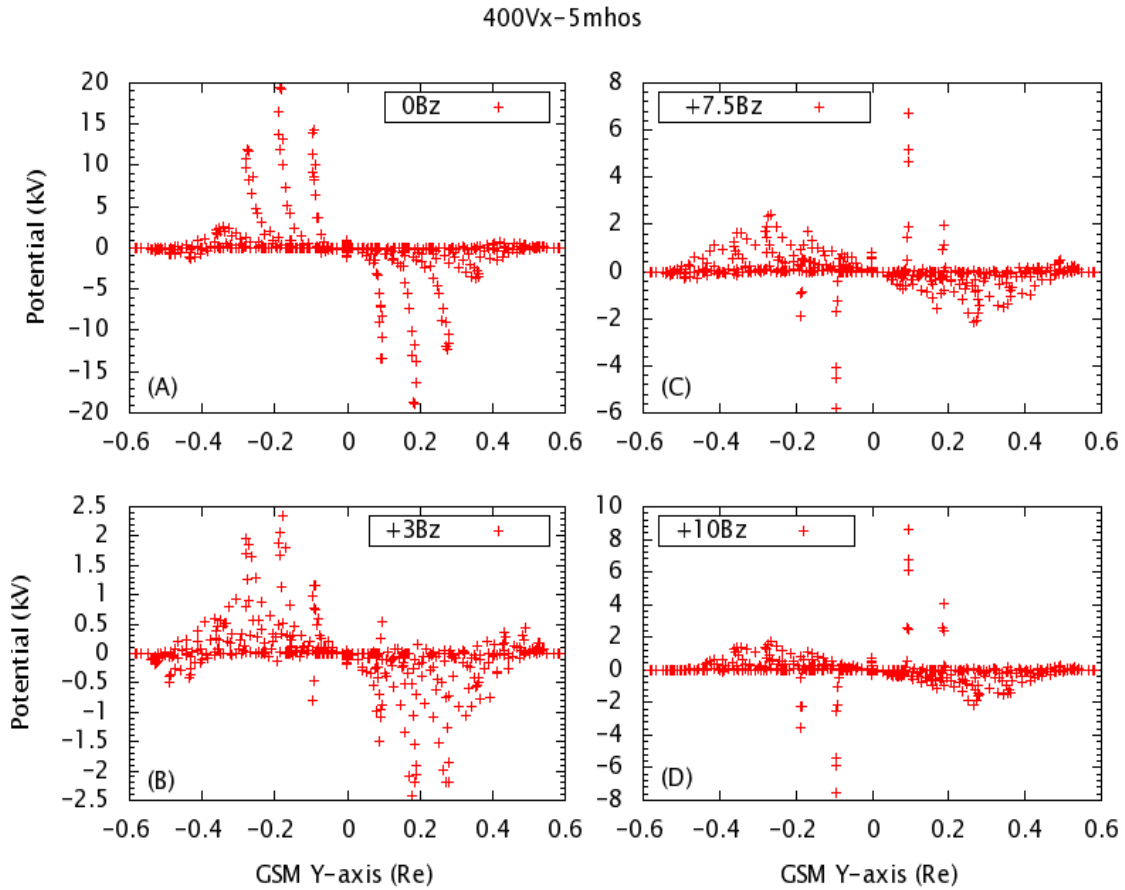 400Vx-5mhos
Potential (kV)
20
15
10
5
0
-5
-10
-15
-20
0Bz
(A)
-0.6 -0.4 -0.2 0 0.2 0.4 0.6
8
6
4
2
0
-2
-4
-6
+7.5Bz
(C)
-0.6 -0.4 -0.2 0 0.2 0.4 0.6
Potential (kV)
2.5
2
1.5
1
0.5
0
-0.5
-1
-1.5
-2
-2.5
+3Bz
(B)
-0.6 -0.4 -0.2 0 0.2 0.4 0.6
GSM Y-axis (Re)
10
8
6
4
2
0
-2
-4
-6
-8
+10Bz
(D)
-0.6 -0.4 -0.2 0 0.2 0.4 0.6
GSM Y-axis (Re)